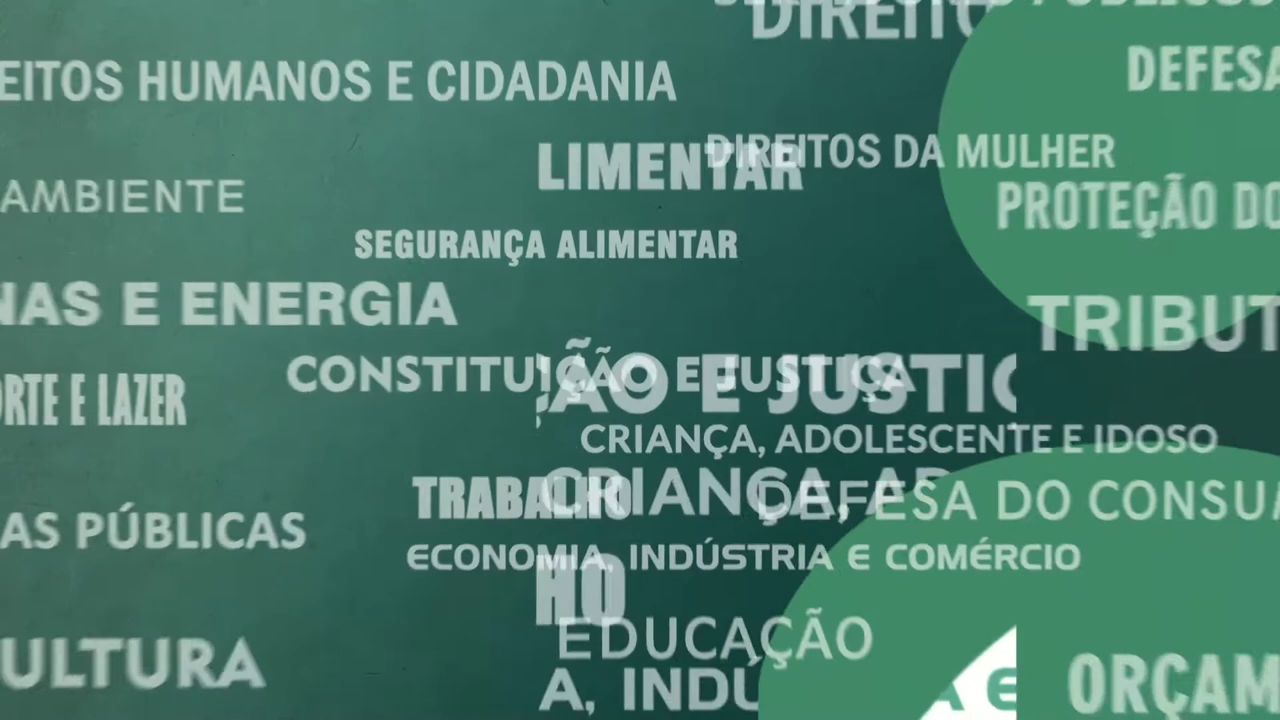 DIREITO
EITOS HUMANOS E CIDADANIA
DEFESA
LIMENTAR
DIREITOS DA MULHER
AMBIENTE
PROTEÇÃO DO
SEGURANÇA ALIMENTAR
NAS E ENERGIA
TRIBUT
CONSTITUIÇÃO E JUSTIÇA
ÃO E JUSTIÇ
ORTE E LAZER
CRIANÇA, ADOLESCENTE E IDOSO
CRIANÇA, AD
TRABALHO
DEFESA DO CONSU
AS PÚBLICAS
ECONOMIA, INDÚSTRIA E COMÉRCIO
HO
EDUCAÇÃO
ULTURA
A, INDÚ
A E
ORÇAM